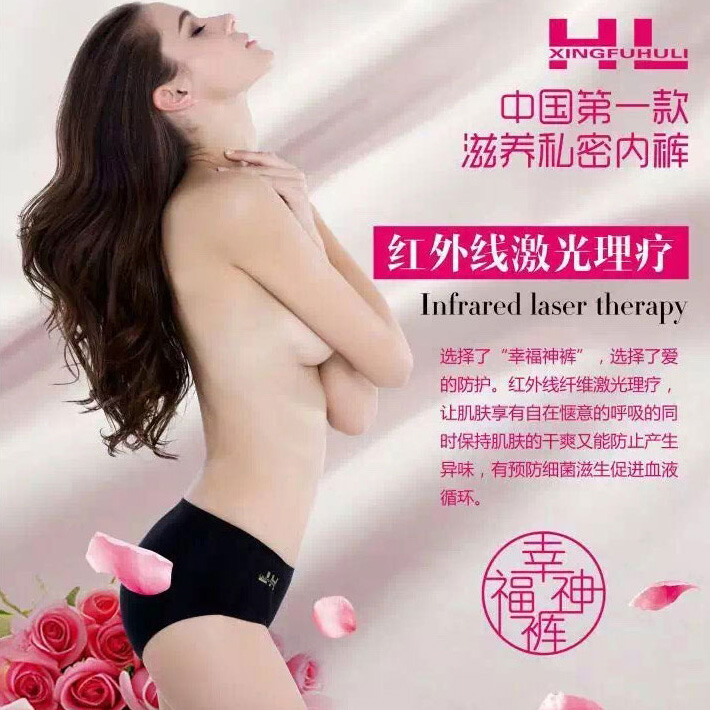 HL
XINGFUHULI
中国第一款
滋养私密内裤
红外线激光理疗
Infrared laser therapy
选择了“幸福神裤”，选择了爱
的防护。红外线纤维激光理疗，
让肌肤享有自在惬意的呼吸的同
时保持肌肤的干爽又能防止产生
异味，有预防细菌滋生促进血液
循环。
幸福神裤
HL